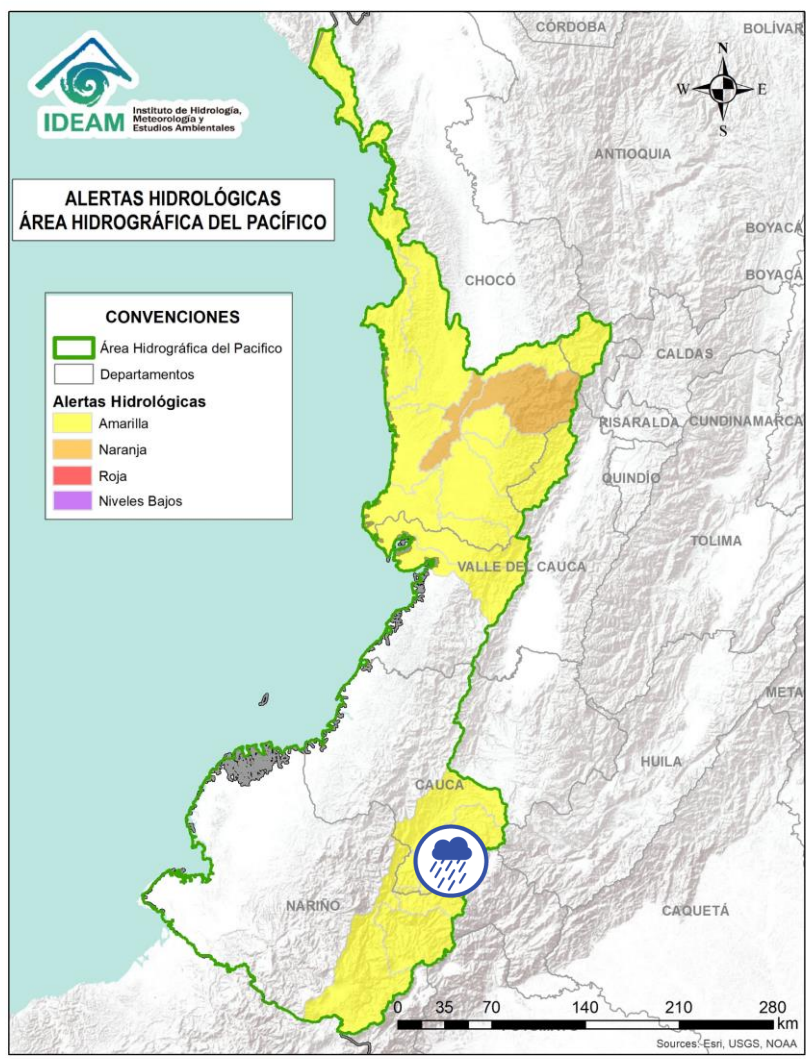 CÓRDOBA
BOLÍVAR
N
W E
S
IDEAM
Instituto de Hidrología,
Meteorología y
Estudios Ambientales
ANTIOQUIA
ALERTAS HIDROLÓGICAS
ÁREA HIDROGRÁFICA DEL PACÍFICO
BOYACÁ
BOYACÁ
CHOCÓ
CONVENCIONES
Área Hidrográfica del Pacifico
Departamentos
Alertas Hidrológicas
Amarilla
Naranja
Roja
Niveles Bajos
CALDAS
RISARALDA
CUNDINAMARCA
QUINDÍO
TOLIMA
VALLE DEL CAUCA
META
HUILA
CAUCA
NARIÑO
CAQUETÁ
0 35 70 140 210 280
km
Sources: Esri, USGS, NOAA